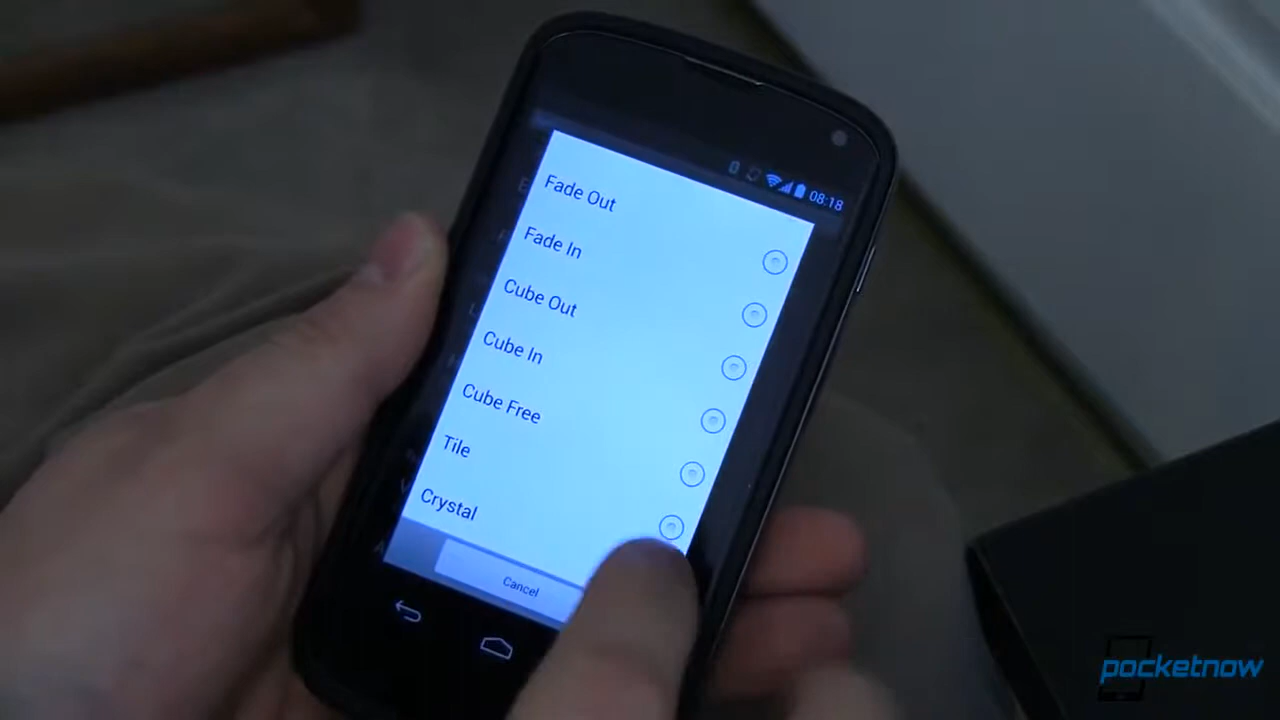 08:18
Fade Out
Fade In
Cube Out
Cube In
Cube Free
Tile
Crystal
Cancel
pocketnow